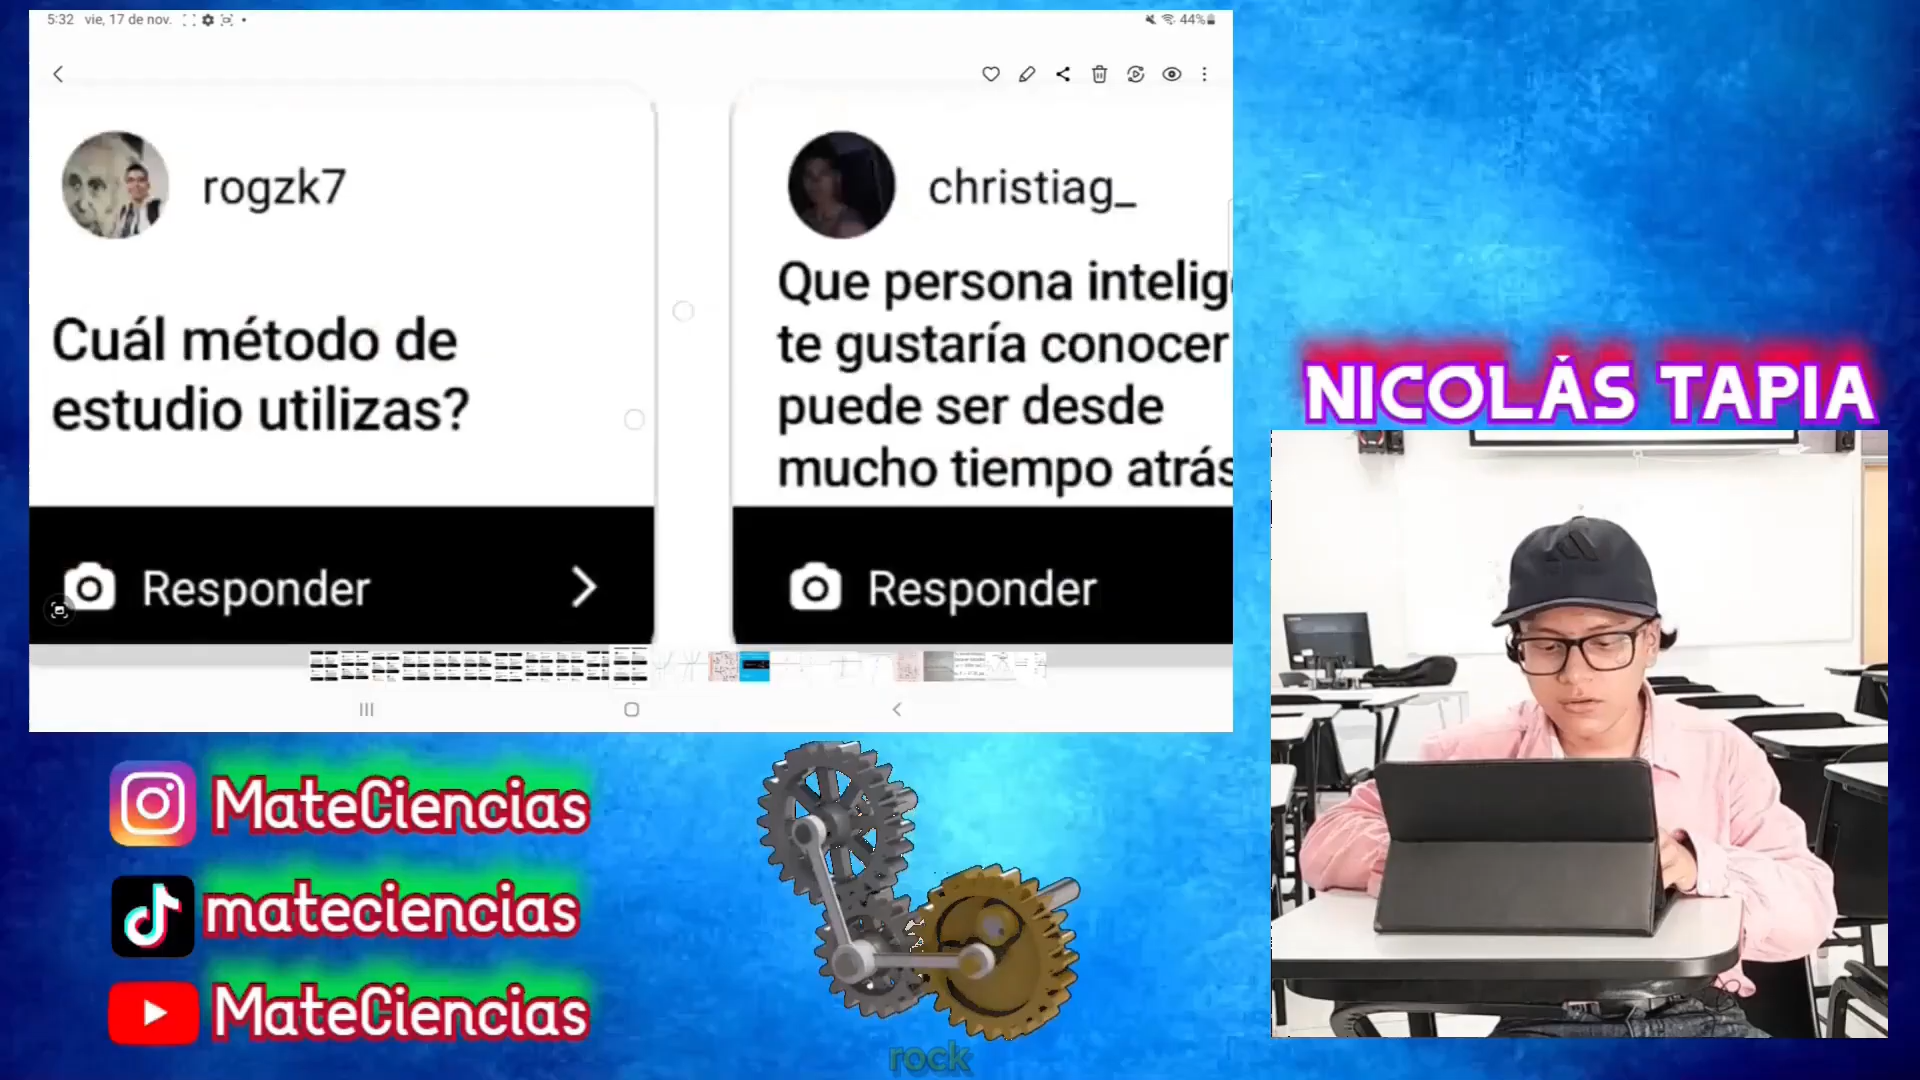 5:32 vie, 17 de nov.
44%
rogzk7
Cuál método de
estudio utilizas?
Responder
christiag_
Que persona intelig
te gustaría conocer
puede ser desde
mucho tiempo atrás
Responder
NICOLÁS TAPIA
MateCiencias
mateciencias
MateCiencias
rock